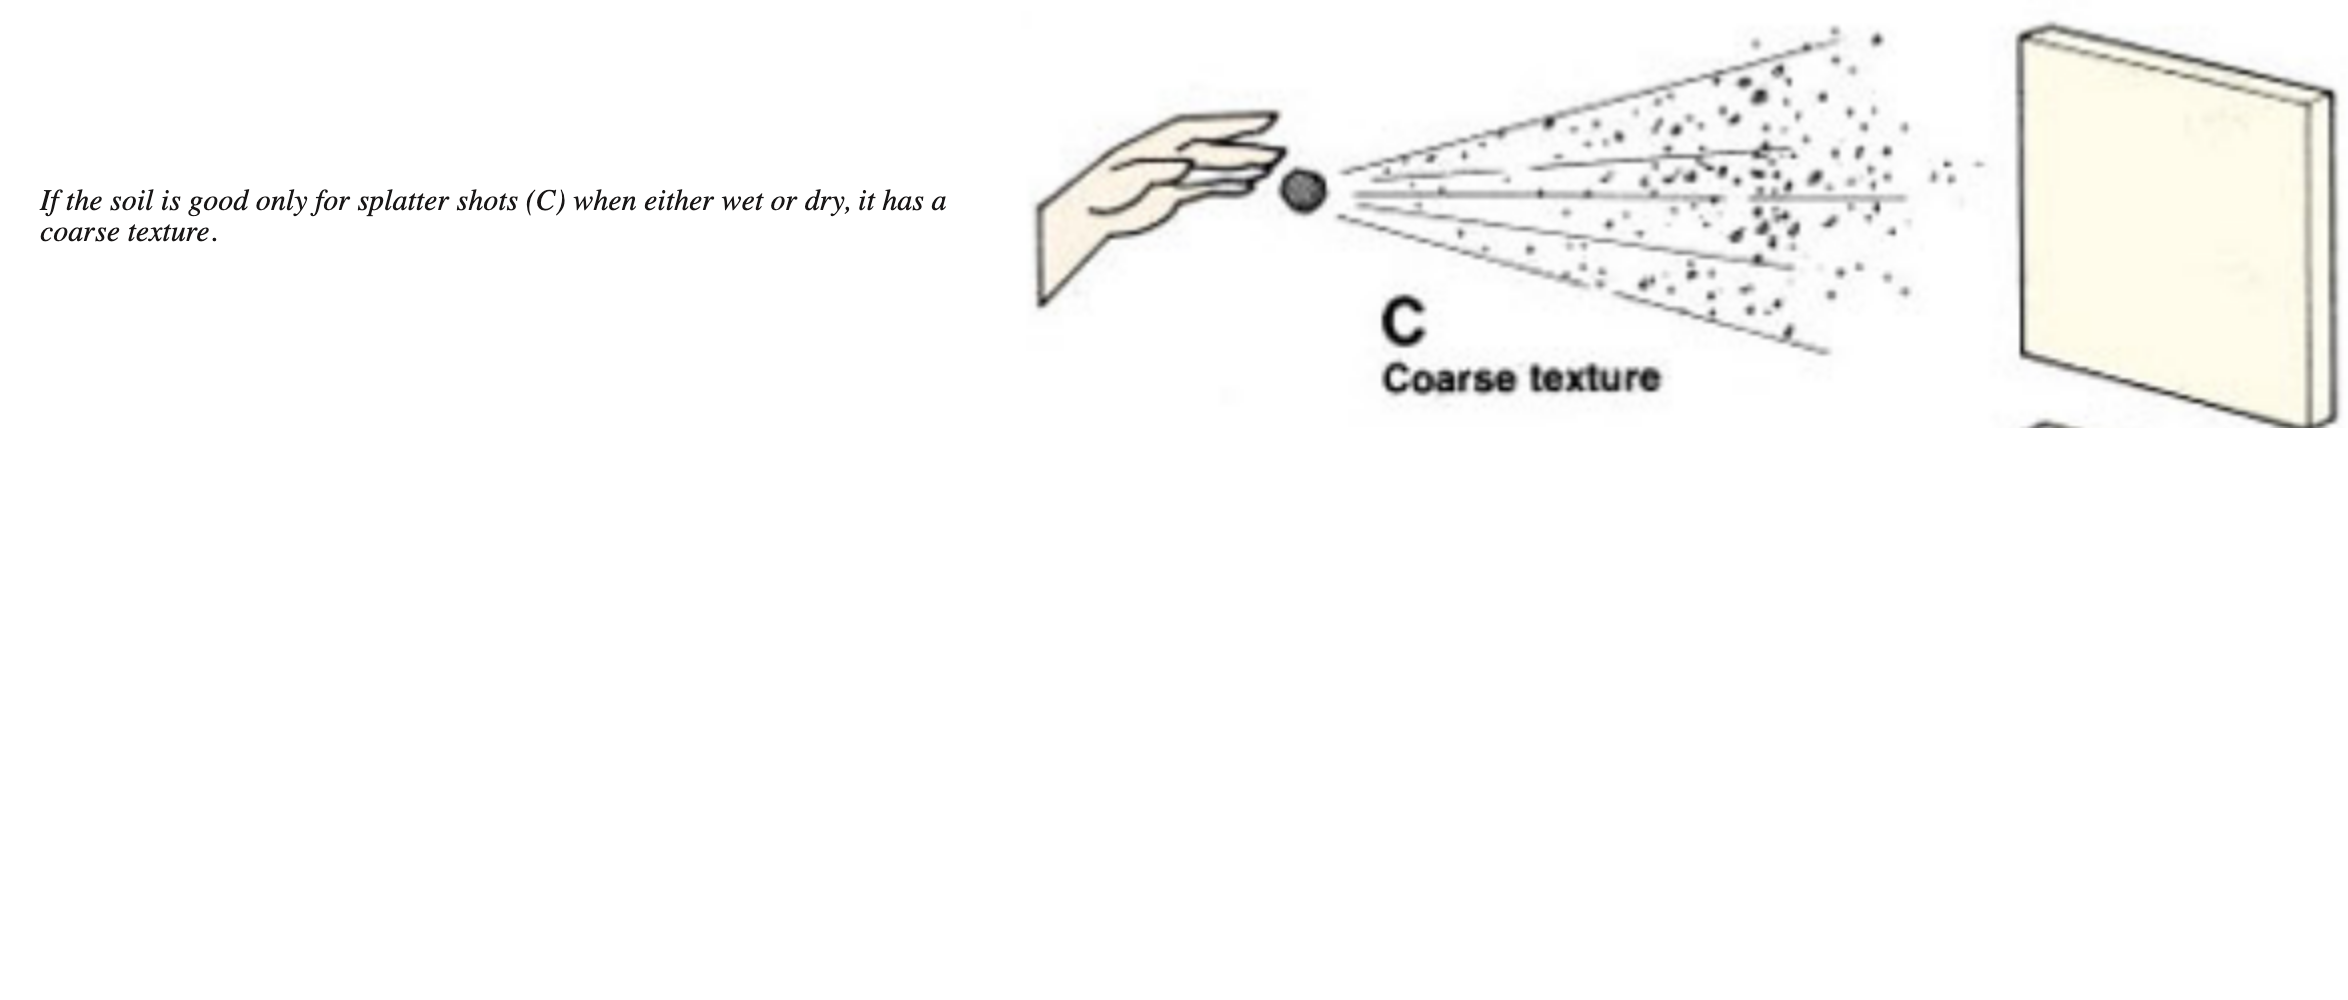 If the soil is good only for splatter shots (C) when either wet or dry, it has a
coarse texture.
C
Coarse texture